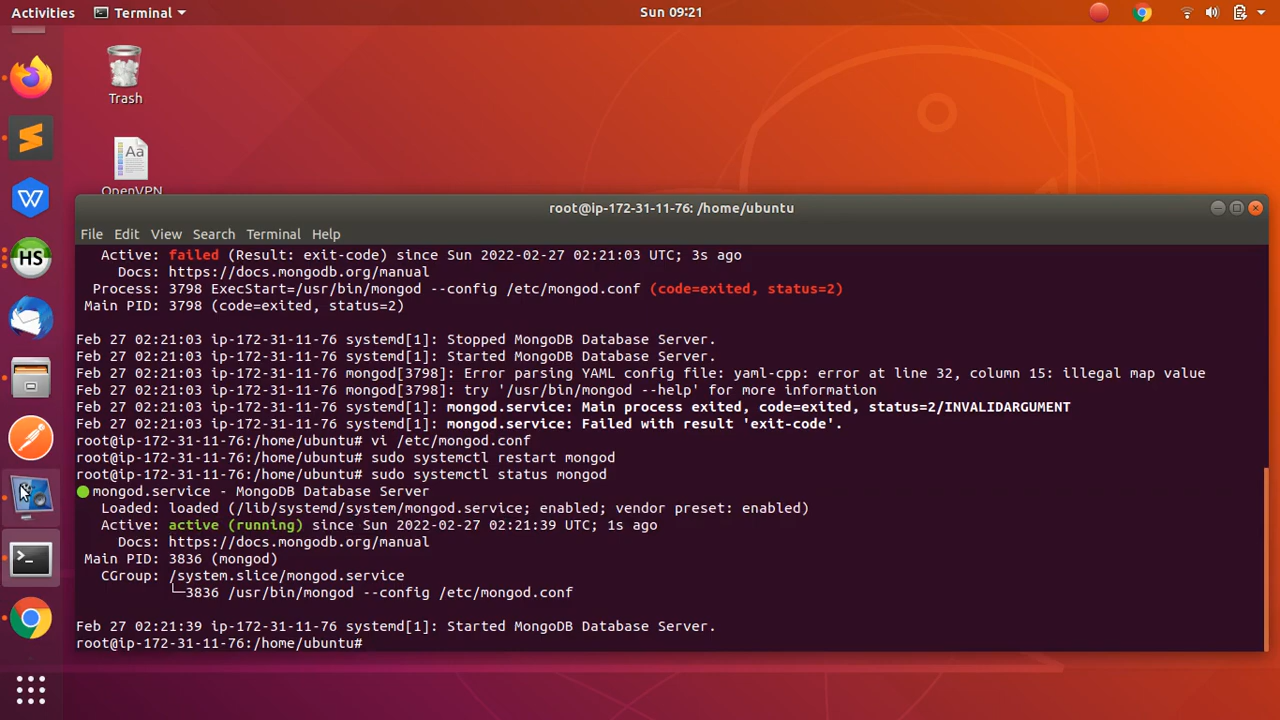 Activities
Terminal
Sun 09:21
Trash
Aa
OpenVPN
W
HS
root@ip-172-31-11-76: /home/ubuntu
File Edit View Search Terminal Help
Active: failed (Result: exit-code) since Sun 2022-02-27 02:21:03 UTC; 3s ago
Docs: https://docs.mongodb.org/manual
Process: 3798 ExecStart=/usr/bin/mongod --config /etc/mongod.conf (code=exited, status=2)
Main PID: 3798 (code=exited, status=2)
Feb 27 02:21:03 ip-172-31-11-76 systemd[1]: Stopped MongoDB Database Server.
Feb 27 02:21:03 ip-172-31-11-76 systemd[1]: Started MongoDB Database Server.
Feb 27 02:21:03 ip-172-31-11-76 mongod[3798]: Error parsing YAML config file: yaml-cpp: error at line 32, column 15: illegal map value
Feb 27 02:21:03 ip-172-31-11-76 mongod[3798]: try '/usr/bin/mongod --help' for more information
Feb 27 02:21:03 ip-172-31-11-76 systemd[1]: mongod.service: Main process exited, code=exited, status=2/INVALIDARGUMENT
Feb 27 02:21:03 ip-172-31-11-76 systemd[1]: mongod.service: Failed with result 'exit-code'.
root@ip-172-31-11-76:/home/ubuntu# vi /etc/mongod.conf
root@ip-172-31-11-76:/home/ubuntu# sudo systemctl restart mongod
root@ip-172-31-11-76:/home/ubuntu# sudo systemctl status mongod
mongod.service - MongoDB Database Server
Loaded: loaded (/lib/systemd/system/mongod.service; enabled; vendor preset: enabled)
Active: active (running) since Sun 2022-02-27 02:21:39 UTC; 1s ago
Docs: https://docs.mongodb.org/manual
Main PID: 3836 (mongod)
CGroup: /system.slice/mongod.service
└─3836 /usr/bin/mongod --config /etc/mongod.conf
Feb 27 02:21:39 ip-172-31-11-76 systemd[1]: Started MongoDB Database Server.
root@ip-172-31-11-76:/home/ubuntu#